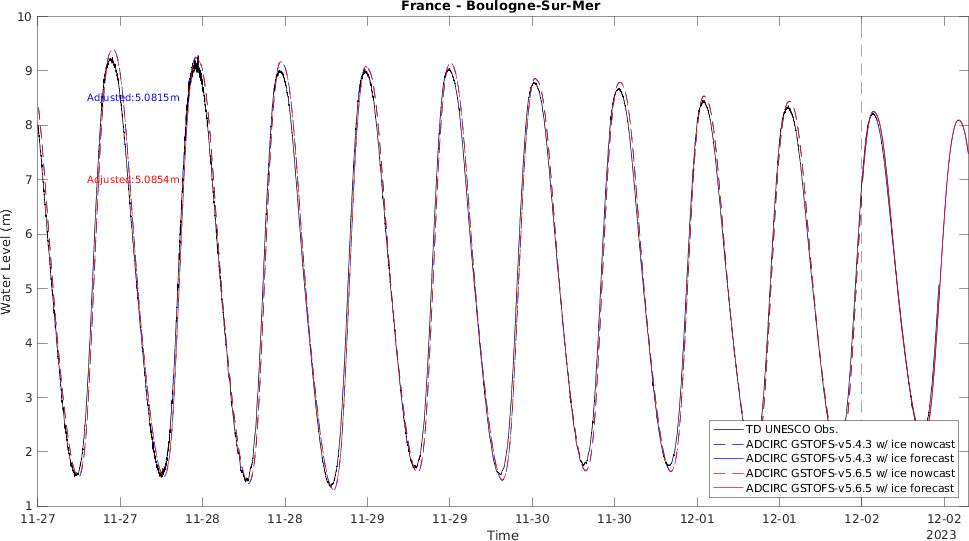 France - Boulogne-Sur-Mer
10
9
8
7
6
5
4
3
2
1
Water Level (m)
Adjusted:5.0815m
Adjusted:5.0854m
TD UNESCO Obs.
ADCIRC GSTOFS-v5.4.3 w/ ice nowcast
ADCIRC GSTOFS-v5.4.3 w/ ice forecast
ADCIRC GSTOFS-v5.6.5 w/ ice nowcast
ADCIRC GSTOFS-v5.6.5 w/ ice forecast
11-27 11-27 11-28 11-28 11-29 11-29 11-30 11-30 12-01 12-01 12-02 12-02
Time
2023